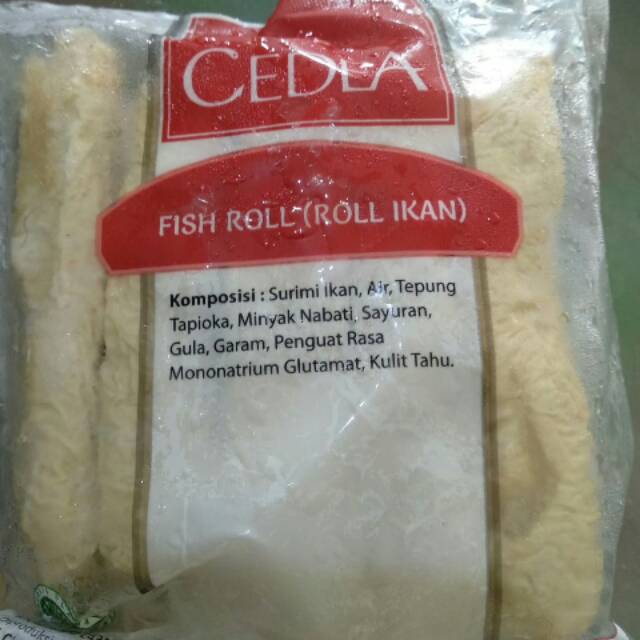 CEDEA
FISH ROLL (ROLL IKAN)
Komposisi : Surimi Ikan, Air, Tepung
Tapioka, Minyak Nabati, Sayuran,
Gula, Garam, Penguat Rasa
Mononatrium Glutamat, Kulit Tahu.